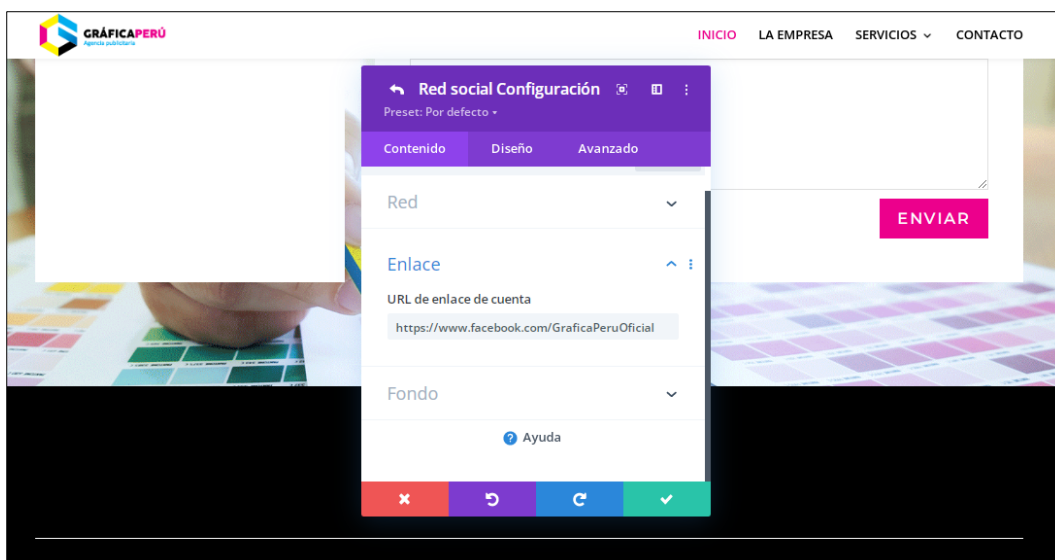 GRÁFICAPERÚ
Agencia publicitaria
INICIO LA EMPRESA SERVICIOS CONTACTO
Red social Configuración
Preset: Por defecto
Contenido Diseño Avanzado
Red
ENVIAR
Enlace
URL de enlace de cuenta
https://www.facebook.com/GraficaPeruOficial
Fondo
? Ayuda